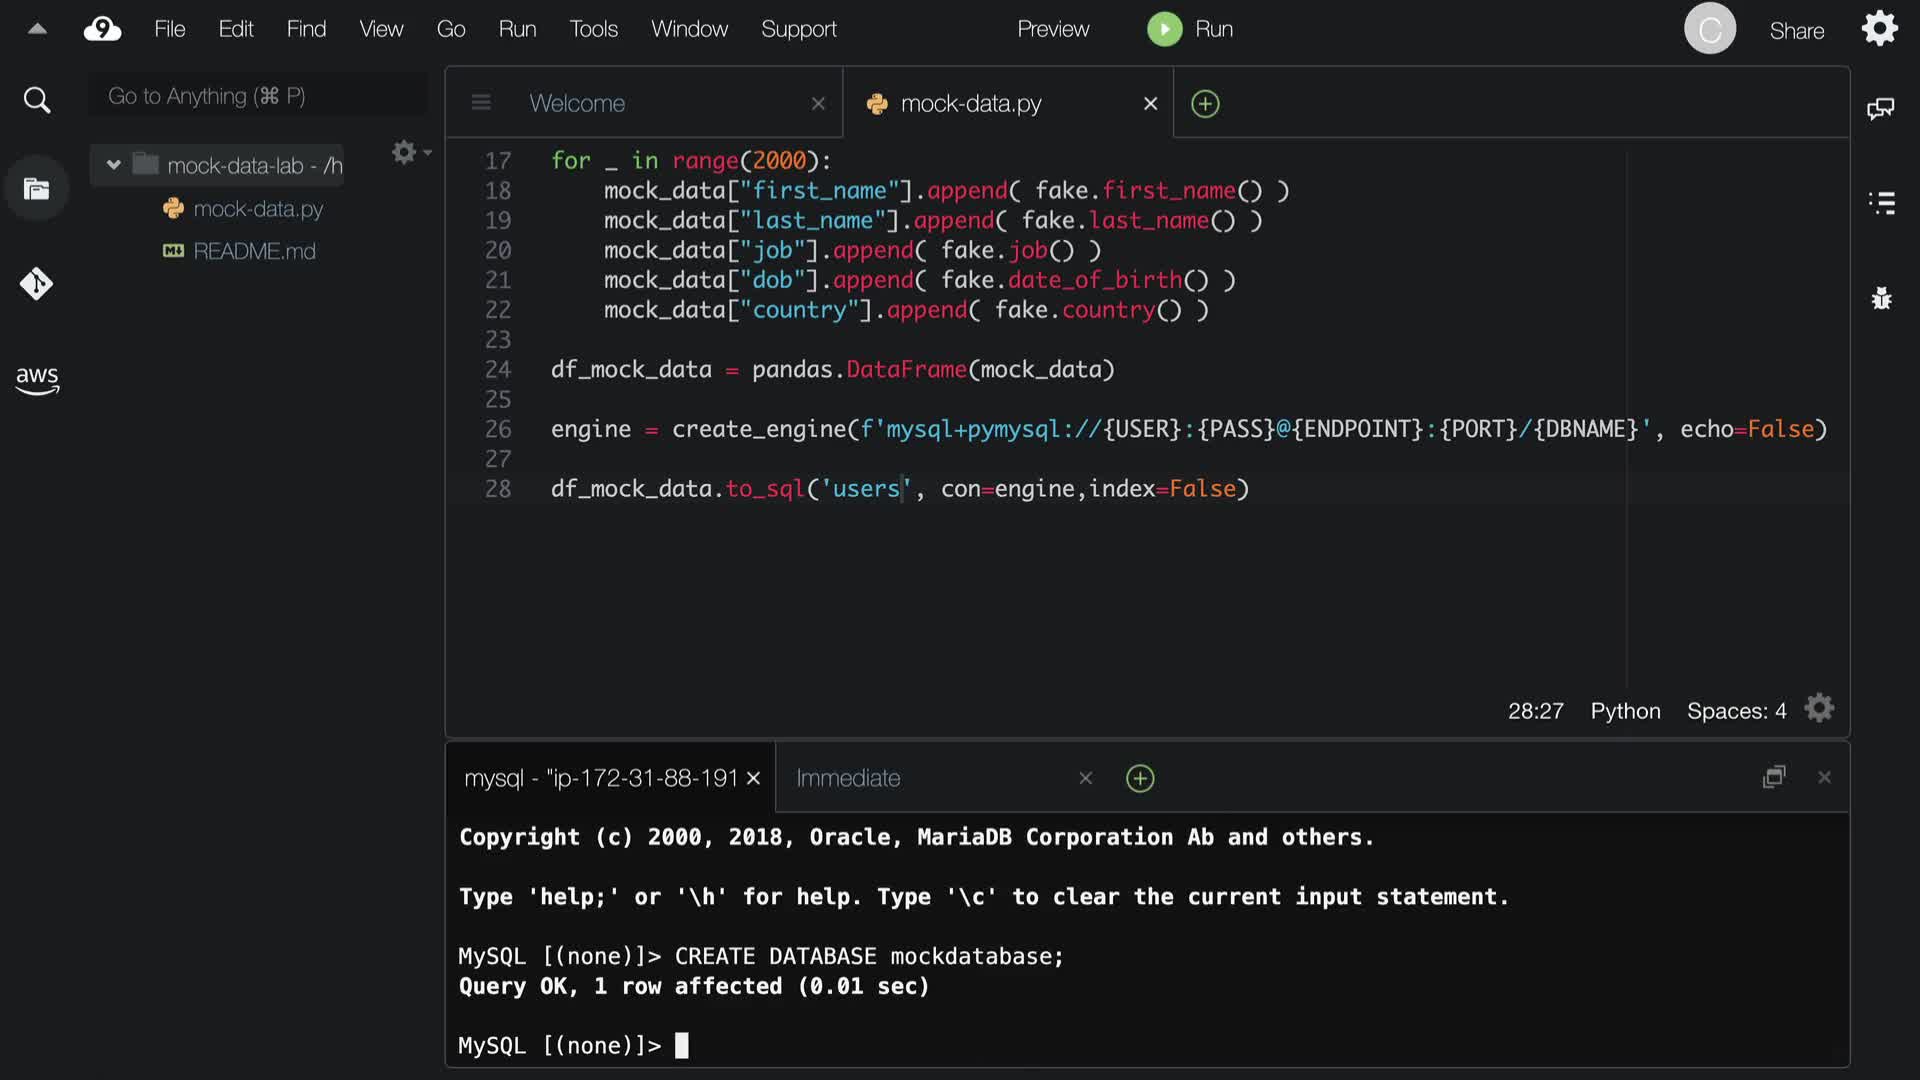 9 File Edit Find View Go Run Tools Window Support Preview Run C Share
Go to Anything (⌘ P)
mock-data-lab - /h
mock-data.py
README.md
aws
Welcome
mock-data.py
17 for _ in range(2000):
18     mock_data["first_name"].append( fake.first_name() )
19     mock_data["last_name"].append( fake.last_name() )
20     mock_data["job"].append( fake.job() )
21     mock_data["dob"].append( fake.date_of_birth() )
22     mock_data["country"].append( fake.country() )
23
24 df_mock_data = pandas.DataFrame(mock_data)
25
26 engine = create_engine(f'mysql+pymysql://{USER}:{PASS}@{ENDPOINT}:{PORT}/{DBNAME}', echo=False)
27
28 df_mock_data.to_sql('users', con=engine,index=False)
28:27 Python Spaces: 4
mysql - "ip-172-31-88-191
Immediate
Copyright (c) 2000, 2018, Oracle, MariaDB Corporation Ab and others.
Type 'help;' or '\h' for help. Type '\c' to clear the current input statement.
MySQL [(none)]> CREATE DATABASE mockdatabase;
Query OK, 1 row affected (0.01 sec)
MySQL [(none)]>